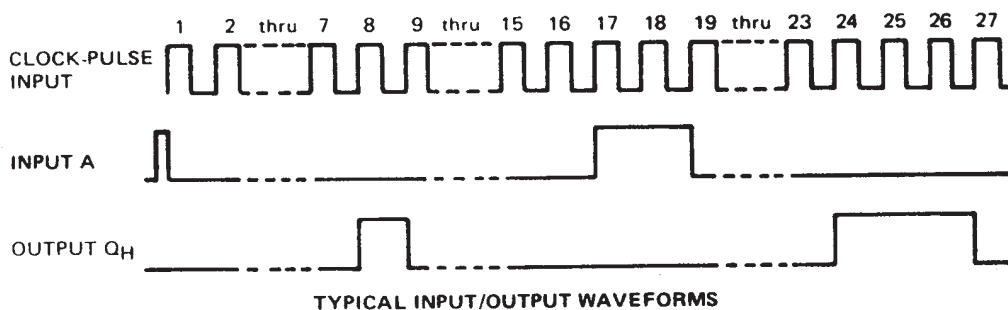 1 2 thru 7 8 9 thru 15 16 17 18 19 thru 23 24 25 26 27
CLOCK-PULSE
INPUT
INPUT A
OUTPUT QH
TYPICAL INPUT/OUTPUT WAVEFORMS